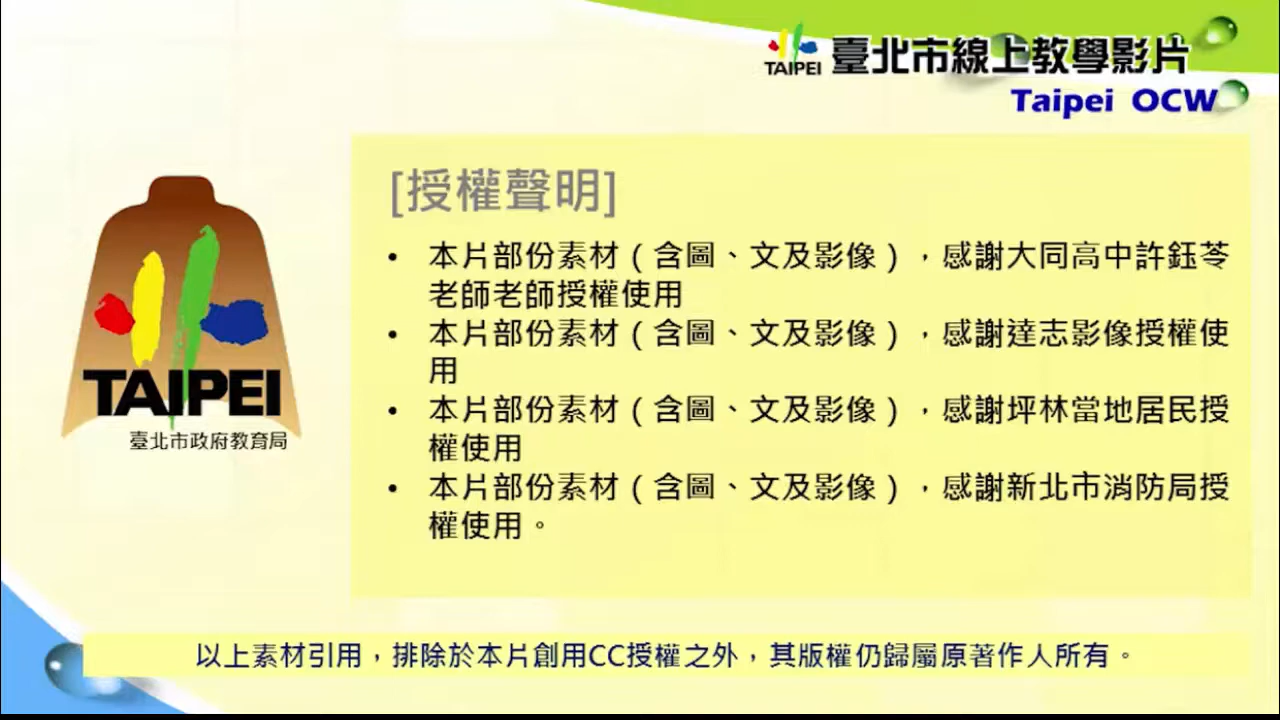 TAIPEI 臺北市線上教學影片
Taipei OCW
[授權聲明]
• 本片部份素材（含圖、文及影像），感謝大同高中許鈺苓
老師老師授權使用
• 本片部份素材（含圖、文及影像），感謝達志影像授權使
用
• 本片部份素材（含圖、文及影像），感謝坪林當地居民授
權使用
• 本片部份素材（含圖、文及影像），感謝新北市消防局授
權使用。
TAIPEI
臺北市政府教育局
以上素材引用，排除於本片創用CC授權之外，其版權仍歸屬原著作人所有。